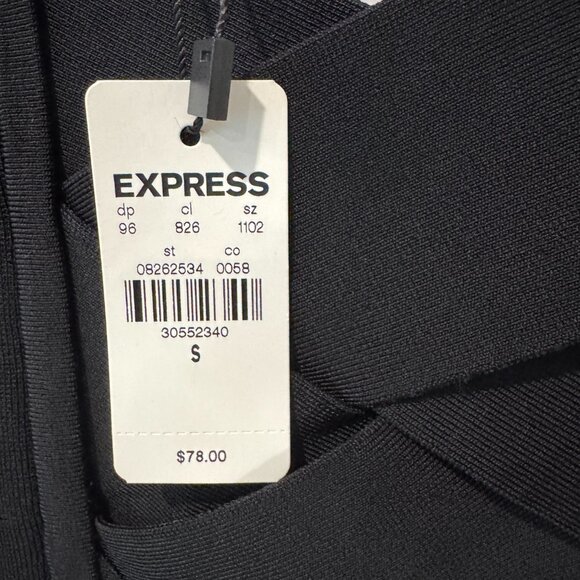 EXPRESS
dp cl sz
96 826 1102
st co
08262534 0058
30552340
S
$78.00